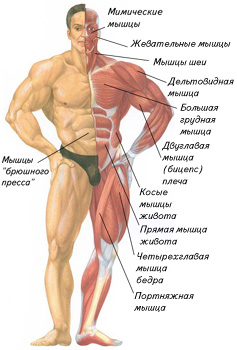 Мимические
мышцы
Жевательные мышцы
Мышцы шеи
Дельтовидная
мышца
Большая
грудная
мышца
Двуглавая
мышца
(бицепс)
плеча
Мышцы
"брюшного
пресса"
Косые
мышцы
живота
Прямая мышца
живота
Четырехглавая
мышца
бедра
Портняжная
мышца